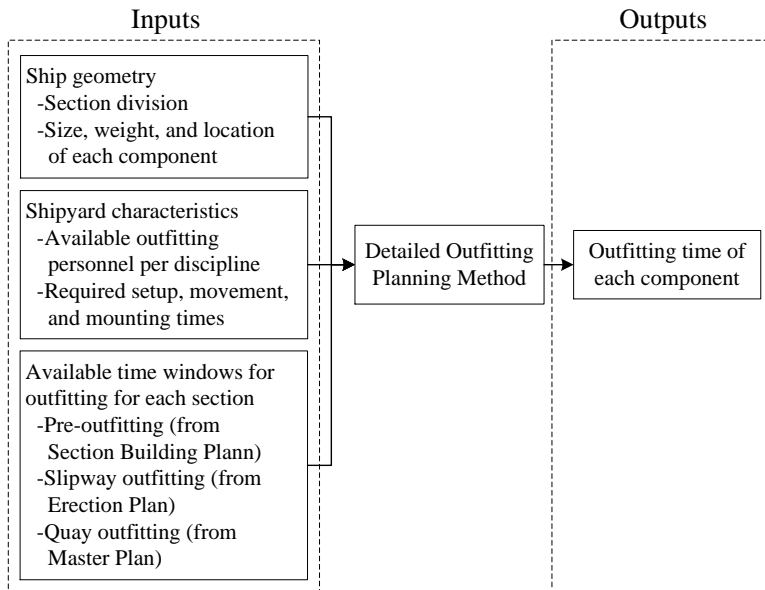 Inputs
Outputs
Ship geometry
-Section division
-Size, weight, and location
of each component
Shipyard characteristics
-Available outfitting
personnel per discipline
-Required setup, movement,
and mounting times
Available time windows for
outfitting for each section
-Pre-outfitting (from
Section Building Plann)
-Slipway outfitting (from
Erection Plan)
-Quay outfitting (from
Master Plan)
Detailed Outfitting
Planning Method
Outfitting time of
each component